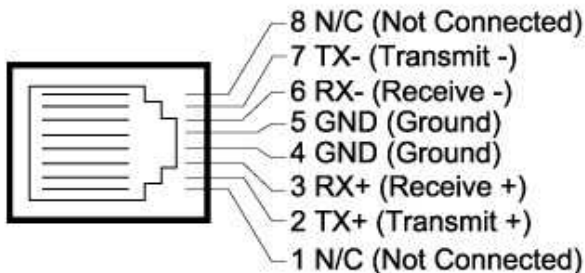 8 N/C (Not Connected)
7 TX- (Transmit -)
6 RX- (Receive -)
5 GND (Ground)
4 GND (Ground)
3 RX+ (Receive +)
2 TX+ (Transmit +)
1 N/C (Not Connected)